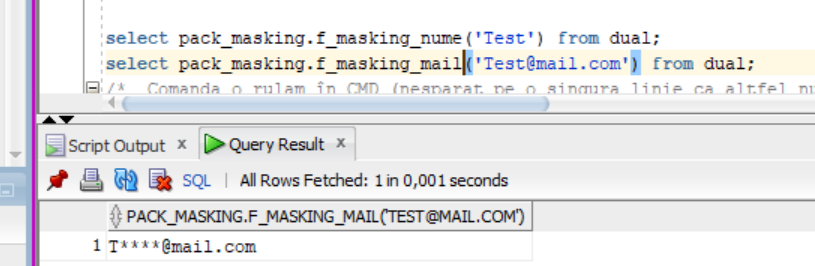 select pack_masking.f_masking_nume('Test') from dual;
select pack_masking.f_masking_mail('Test@mail.com') from dual;
/* Comanda o rulam în CMD (nesparat pe o singura linie ca altfel nu
Script Output x Query Result x
SQL | All Rows Fetched: 1 in 0,001 seconds
PACK_MASKING.F_MASKING_MAIL('TEST@MAIL.COM')
1 T****@mail.com